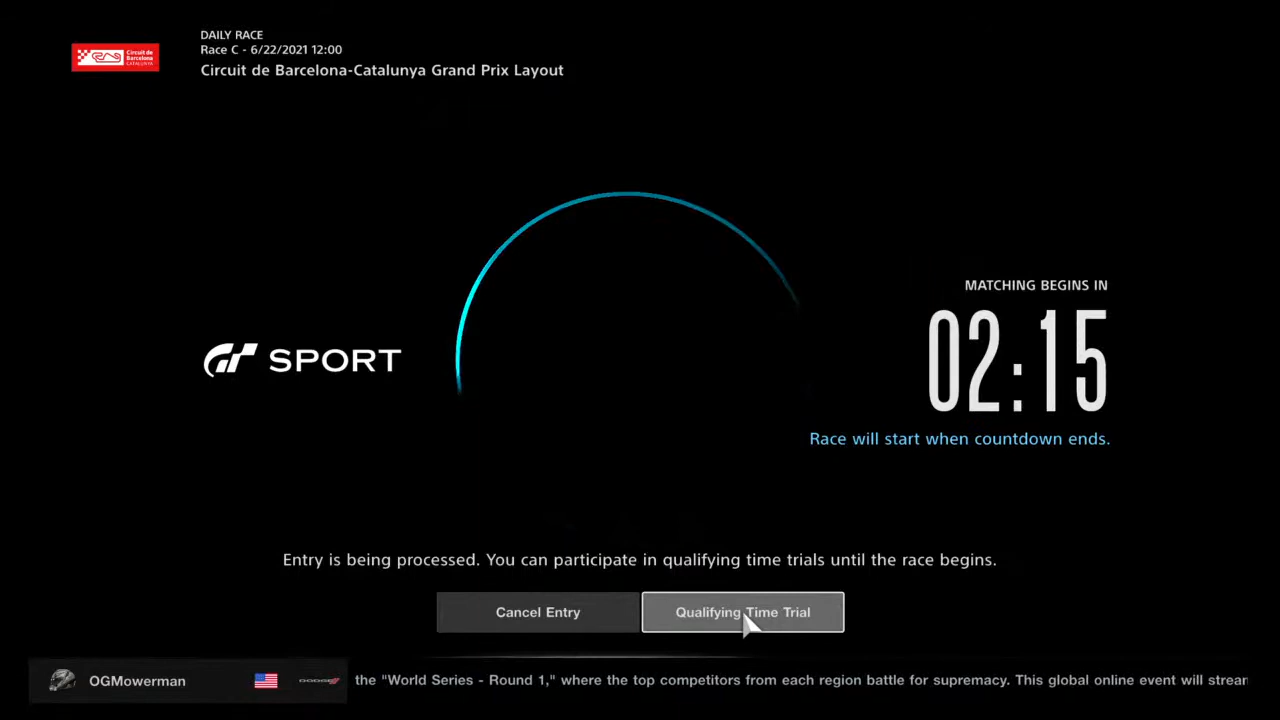 DAILY RACE
Race C - 6/22/2021 12:00
Circuit de Barcelona-Catalunya Grand Prix Layout
Circuit de
Barcelona
CATALUNYA
MATCHING BEGINS IN
02:15
GT SPORT
Race will start when countdown ends.
Entry is being processed. You can participate in qualifying time trials until the race begins.
Cancel Entry
Qualifying Time Trial
OGMowerman
DODGE
the "World Series - Round 1," where the top competitors from each region battle for supremacy. This global online event will strean